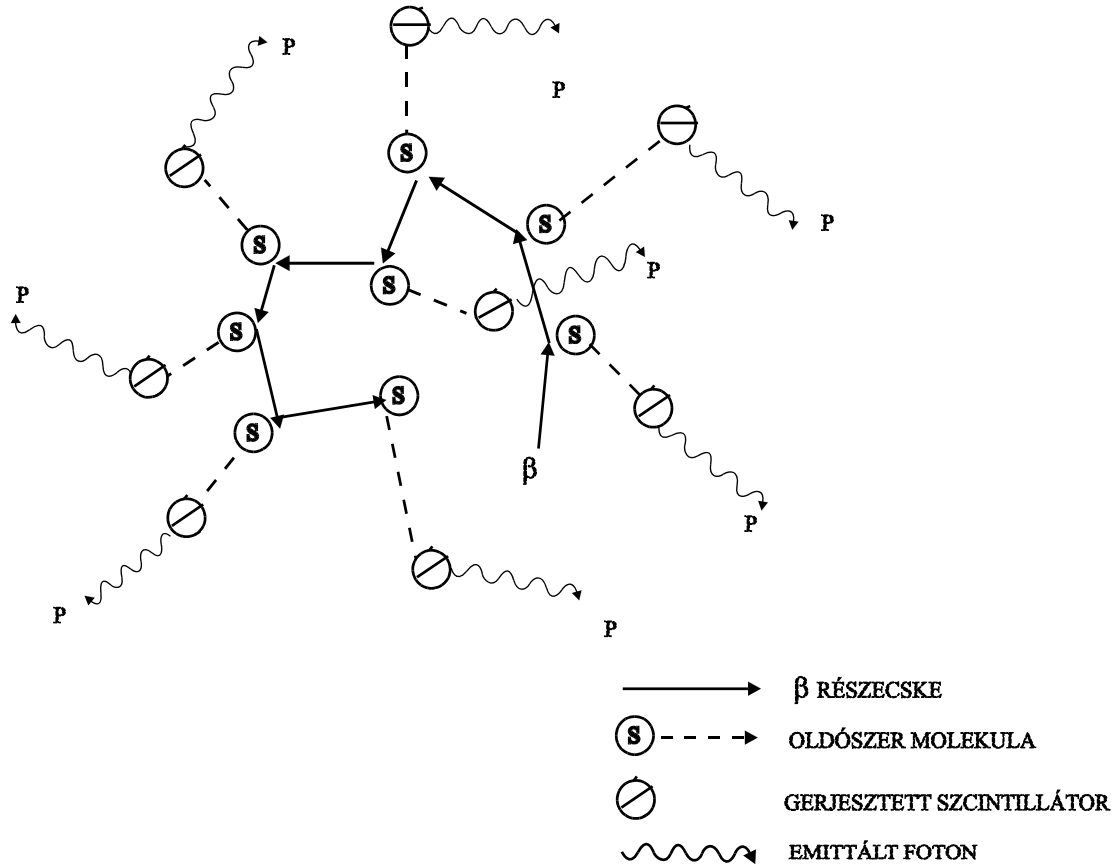 P
P
S
P
S
S
P
S
P
S
S
S
S
β
P
P
P
β RÉSZECSKE
S OLDÓSZER MOLEKULA
GERJESZTETT SZCINTILLÁTOR
EMITTÁLT FOTON